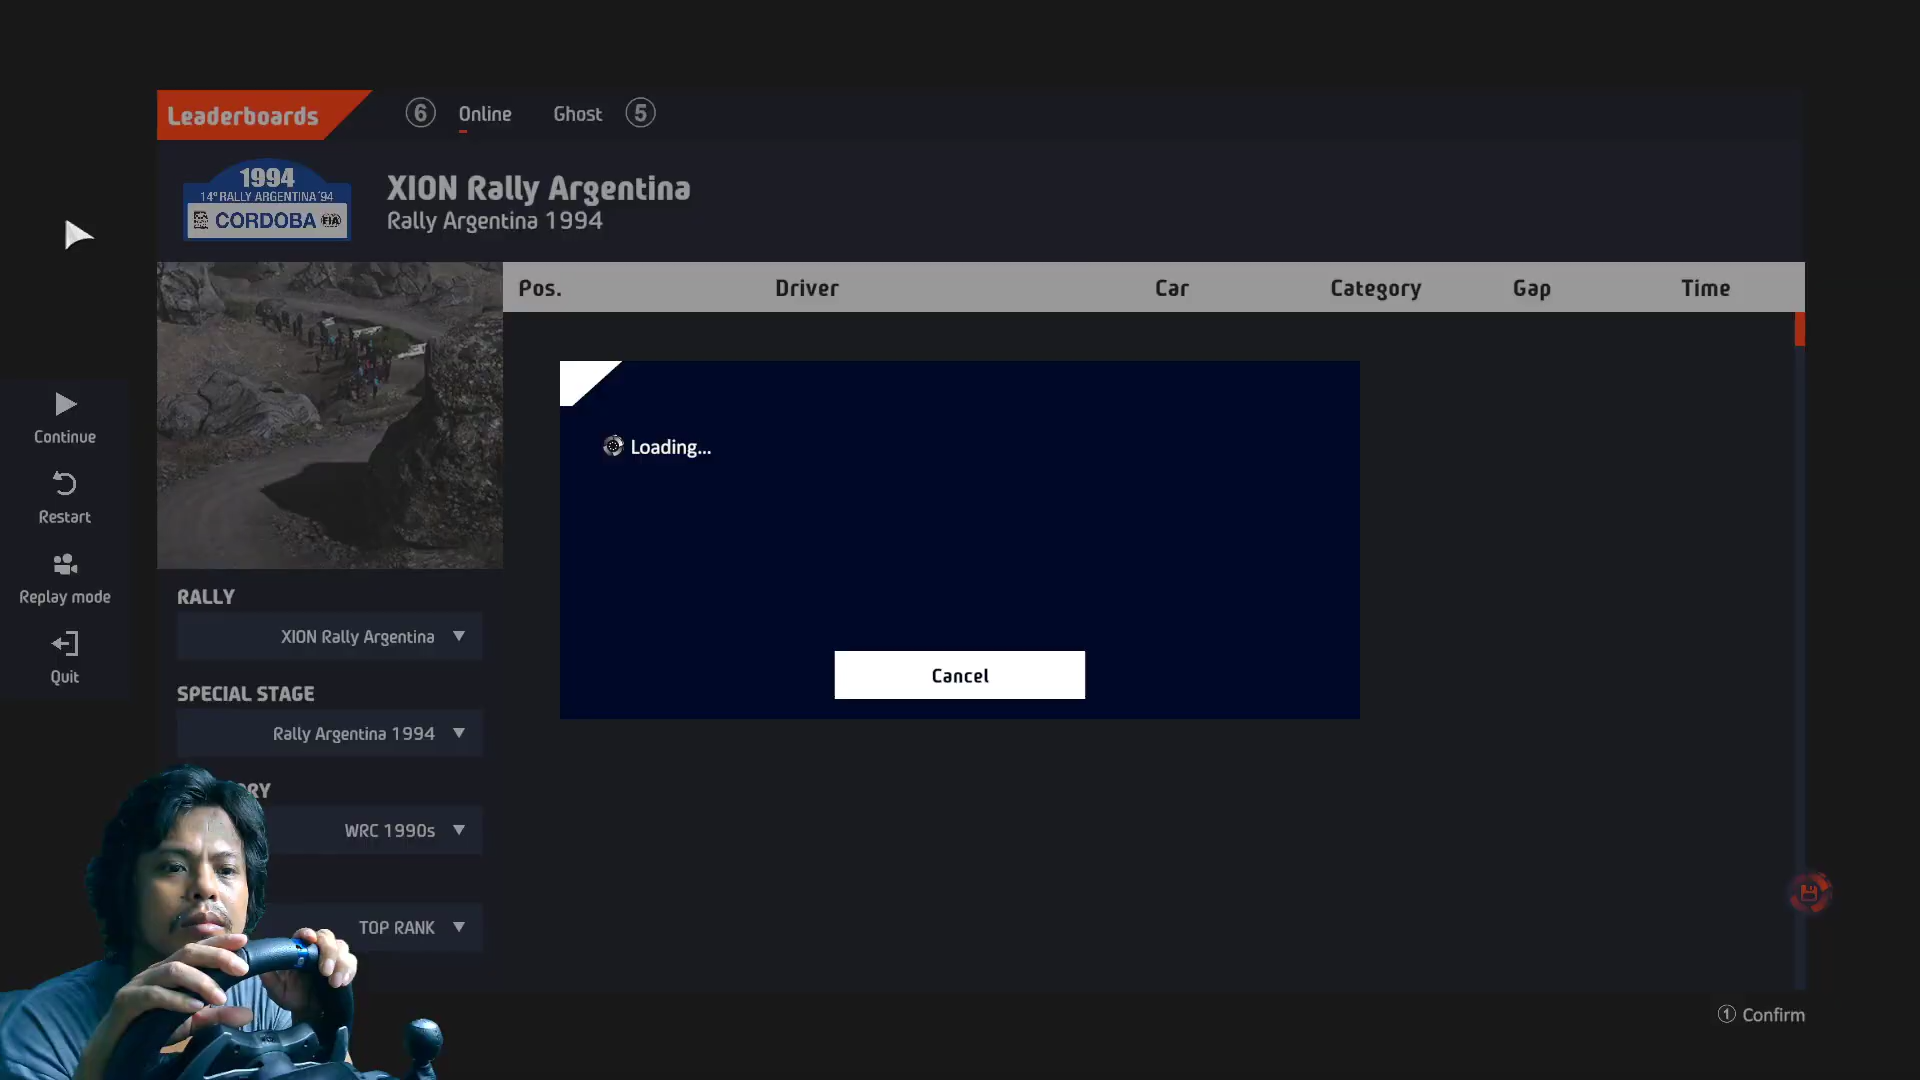 Leaderboards
6 Online Ghost 5
1994
14º RALLY ARGENTINA'94
CORDOBA FIA
XION Rally Argentina
Rally Argentina 1994
Pos. Driver Car Category Gap Time
Loading...
Cancel
Continue
Restart
Replay mode
Quit
RALLY
XION Rally Argentina
SPECIAL STAGE
Rally Argentina 1994
ORY
WRC 1990s
TOP RANK
1 Confirm